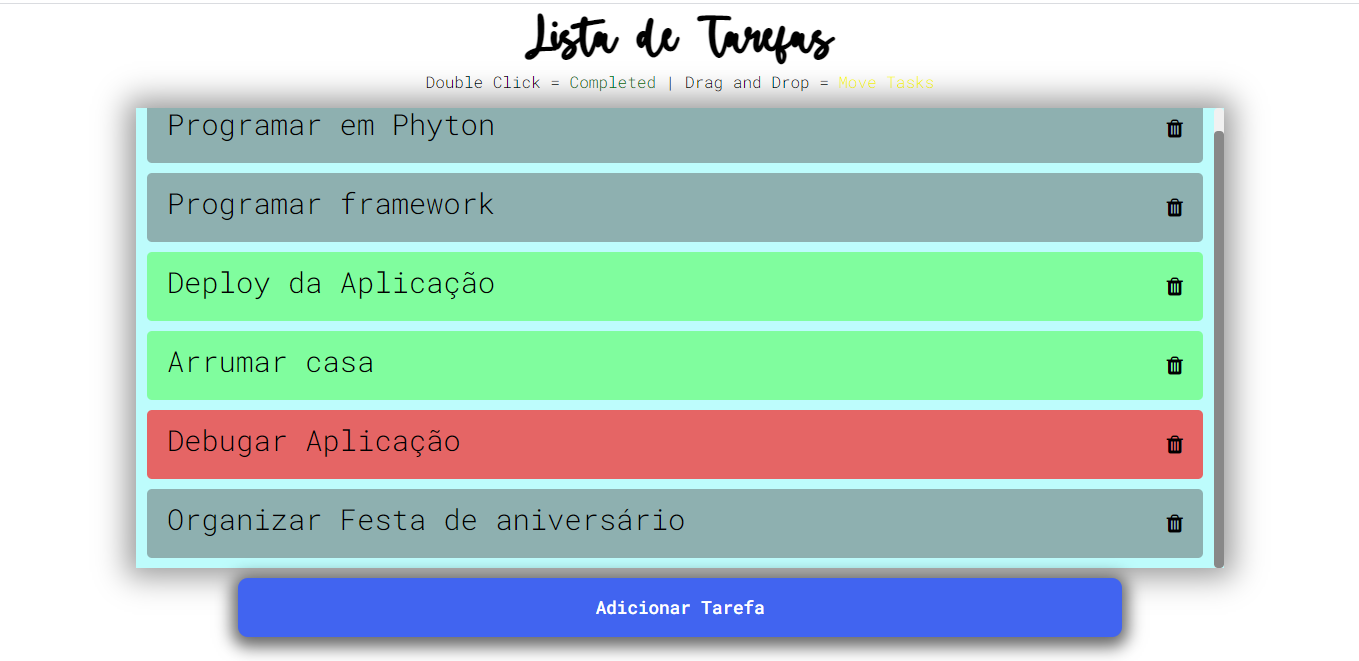 Lista de Tarefas
Double Click = Completed | Drag and Drop = Move Tasks
Programar em Phyton
Programar framework
Deploy da Aplicação
Arrumar casa
Debugar Aplicação
Organizar Festa de aniversário
Adicionar Tarefa